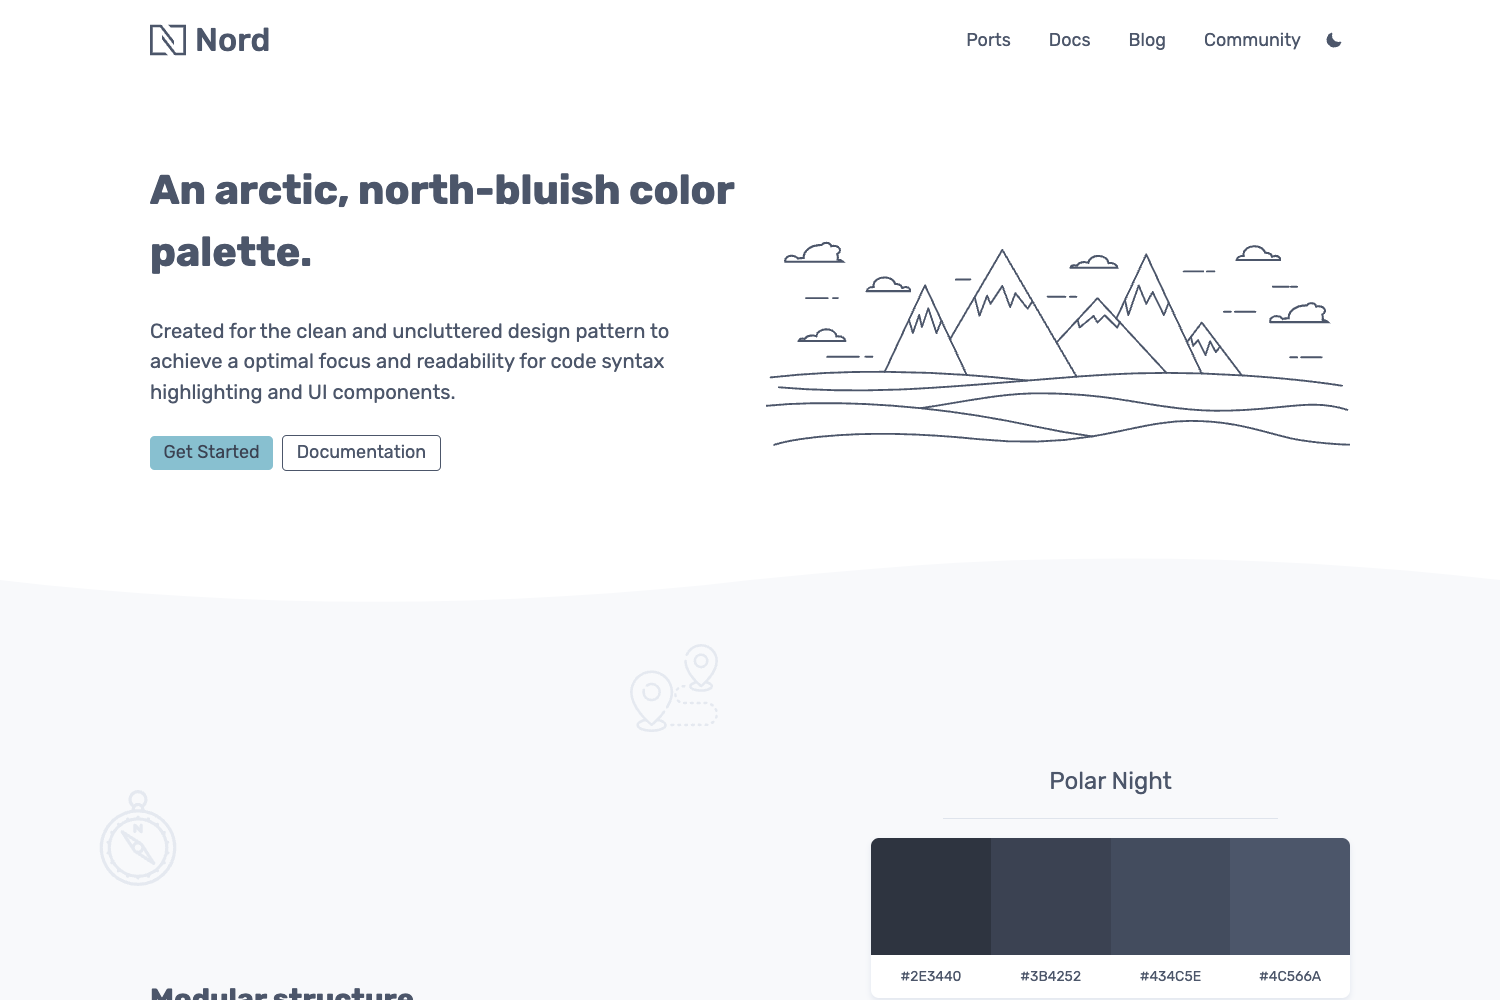 Nord
Ports Docs Blog Community
An arctic, north-bluish color
palette.
Created for the clean and uncluttered design pattern to
achieve a optimal focus and readability for code syntax
highlighting and UI components.
Get Started Documentation
N
Polar Night
#2E3440 #3B4252 #434C5E #4C566A
Modular structure